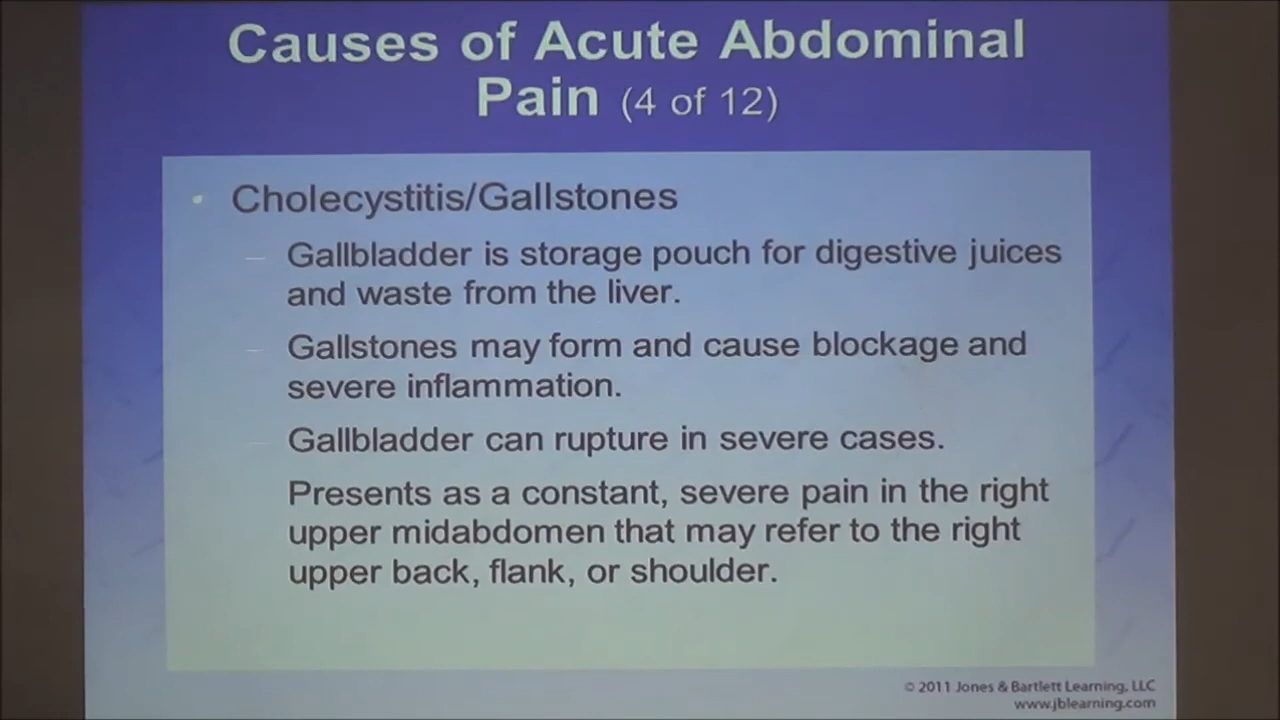 Causes of Acute Abdominal
Pain (4 of 12)
• Cholecystitis/Gallstones
– Gallbladder is storage pouch for digestive juices
and waste from the liver.
– Gallstones may form and cause blockage and
severe inflammation.
– Gallbladder can rupture in severe cases.
Presents as a constant, severe pain in the right
upper midabdomen that may refer to the right
upper back, flank, or shoulder.
© 2011 Jones & Bartlett Learning, LLC
www.jblearning.com